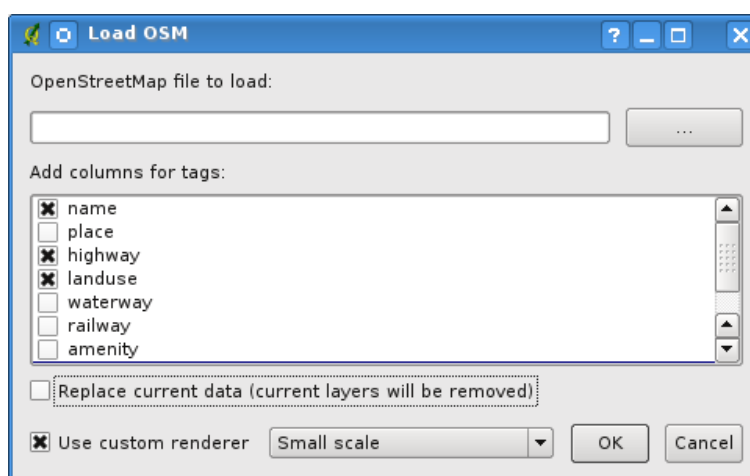 Load OSM
OpenStreetMap file to load:
...
Add columns for tags:
name
place
highway
landuse
waterway
railway
amenity
Replace current data (current layers will be removed)
Use custom renderer Small scale OK Cancel